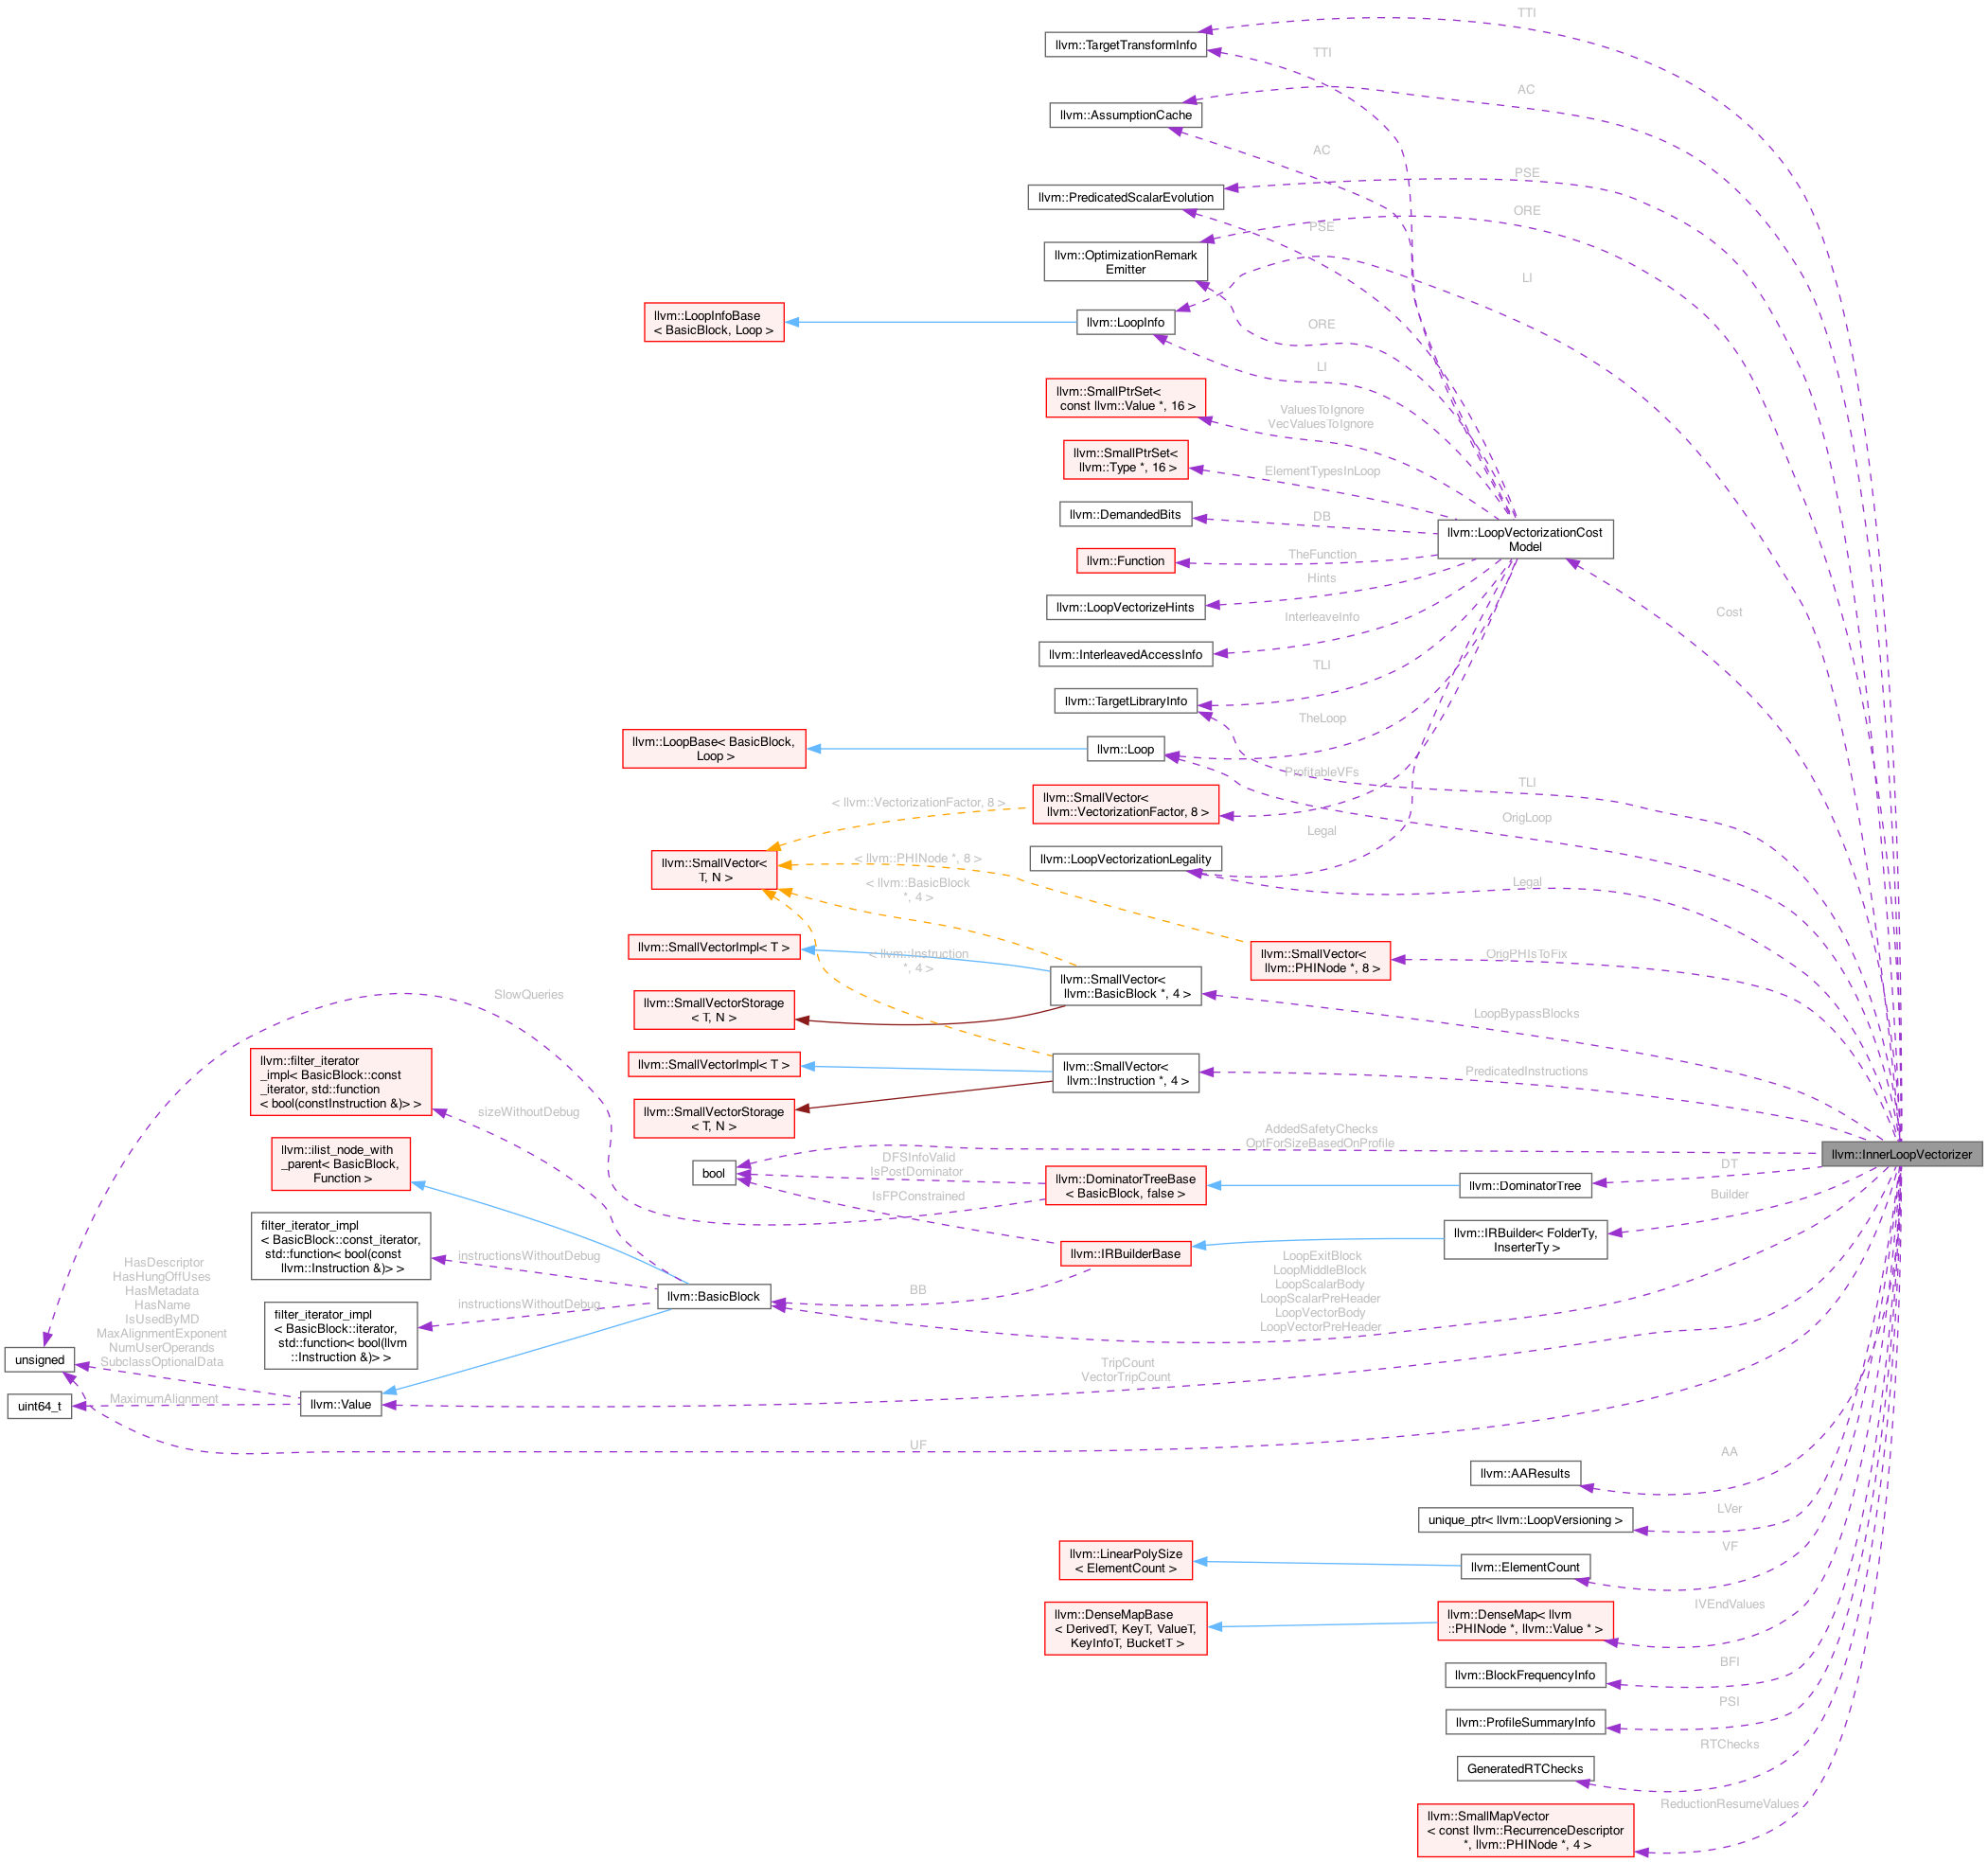 TTI
llvm::TargetTransformInfo
TTI
AC
llvm::AssumptionCache
AC
PSE
llvm::PredicatedScalarEvolution
ORE
PSE
llvm::OptimizationRemark
Emitter
LI
llvm::LoopInfoBase
< BasicBlock, Loop >
llvm::LoopInfo
ORE
LI
llvm::SmallPtrSet<
const llvm::Value *, 16 >
ValuesToIgnore
VecValuesToIgnore
llvm::SmallPtrSet<
llvm::Type *, 16 >
ElementTypesInLoop
llvm::DemandedBits
DB
llvm::LoopVectorizationCost
Model
llvm::Function
TheFunction
Hints
llvm::LoopVectorizeHints
InterleaveInfo
Cost
llvm::InterleavedAccessInfo
TLI
llvm::TargetLibraryInfo
TheLoop
llvm::LoopBase< BasicBlock,
Loop >
llvm::Loop
ProfitableVFs
TLI
< llvm::VectorizationFactor, 8 >
llvm::SmallVector<
llvm::VectorizationFactor, 8 >
OrigLoop
Legal
llvm::SmallVector<
T, N >
< llvm::PHINode *, 8 >
llvm::LoopVectorizationLegality
< llvm::BasicBlock
*, 4 >
Legal
llvm::SmallVectorImpl< T >
< llvm::Instruction
*, 4 >
llvm::SmallVector<
llvm::PHINode *, 8 >
OrigPHIsToFix
llvm::SmallVector<
llvm::BasicBlock *, 4 >
SlowQueries
llvm::SmallVectorStorage
< T, N >
LoopBypassBlocks
llvm::filter_iterator
_impl< BasicBlock::const
_iterator, std::function
< bool(constInstruction &)> >
llvm::SmallVectorImpl< T >
llvm::SmallVector<
llvm::Instruction *, 4 >
PredicatedInstructions
sizeWithoutDebug
llvm::SmallVectorStorage
< T, N >
AddedSafetyChecks
OptForSizeBasedOnProfile
llvm::ilist_node_with
_parent< BasicBlock,
Function >
bool
DFSInfoValid
IsPostDominator
llvm::InnerLoopVectorizer
IsFPConstrained
llvm::DominatorTreeBase
< BasicBlock, false >
llvm::DominatorTree
DT
Builder
filter_iterator_impl
< BasicBlock::const_iterator,
std::function< bool(const
llvm::Instruction &)> >
instructionsWithoutDebug
llvm::IRBuilderBase
llvm::IRBuilder< FolderTy,
InserterTy >
HasDescriptor
HasHungOffUses
HasMetadata
HasName
IsUsedByMD
MaxAlignmentExponent
NumUserOperands
SubclassOptionalData
llvm::BasicBlock
BB
LoopExitBlock
LoopMiddleBlock
LoopScalarBody
LoopScalarPreHeader
LoopVectorBody
LoopVectorPreHeader
instructionsWithoutDebug
filter_iterator_impl
< BasicBlock::iterator,
std::function< bool(llvm
::Instruction &)> >
unsigned
TripCount
VectorTripCount
uint64_t
MaximumAlignment
llvm::Value
UF
AA
llvm::AAResults
LVer
unique_ptr< llvm::LoopVersioning >
VF
llvm::LinearPolySize
< ElementCount >
llvm::ElementCount
IVEndValues
llvm::DenseMapBase
< DerivedT, KeyT, ValueT,
KeyInfoT, BucketT >
llvm::DenseMap< llvm
::PHINode *, llvm::Value * >
BFI
llvm::BlockFrequencyInfo
PSI
llvm::ProfileSummaryInfo
RTChecks
GeneratedRTChecks
ReductionResumeValues
llvm::SmallMapVector
< const llvm::RecurrenceDescriptor
*, llvm::PHINode *, 4 >